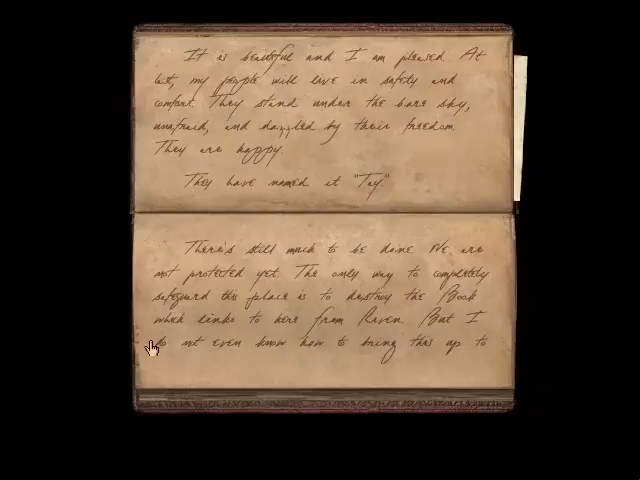 It is beautiful and I am pleased. At
last, my people will live in safety and
comfort. They stand under the bare sky,
unafraid, and dazzled by their freedom.
They are happy.
They have named it "Tay."
There's still much to be done. We are
not protected yet. The only way to completely
safeguard this place is to destroy the Book
which links to here from Riven. But I
do not even know how to bring this up to